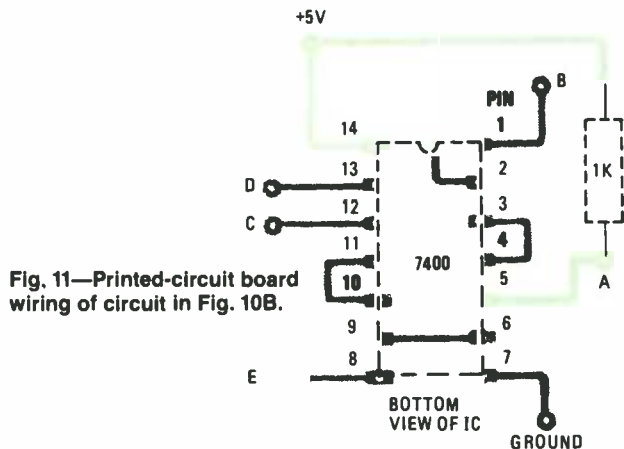 +5V
PIN
B
1
14
2
13
D
1K
3
12
C
4
11
7400
5
10
A
Fig. 11—Printed-circuit board
wiring of circuit in Fig. 10B.
9
6
8
7
E
BOTTOM
VIEW OF IC
GROUND